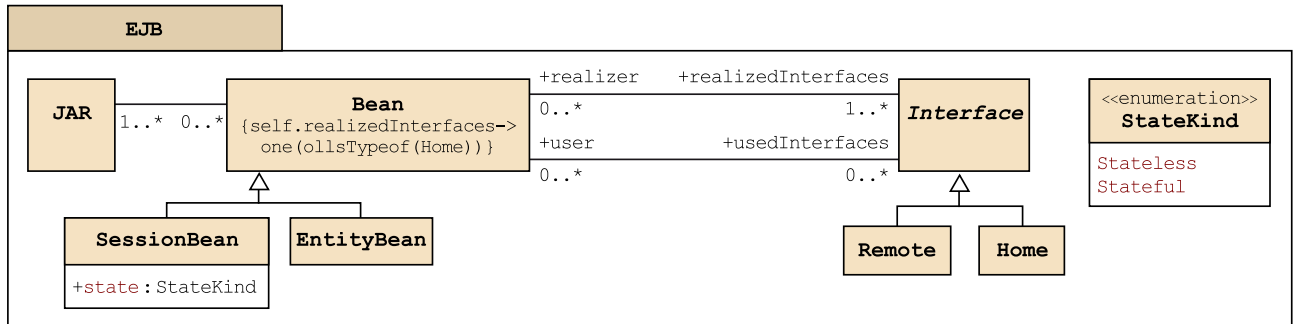 EJB
JAR
1..* 0..*
Bean
{self.realizedInterfaces->
one(ollsTypeof(Home))}
+realizer +realizedInterfaces
0..* 1..*
+user +usedInterfaces
0..* 0..*
Interface
<<enumeration>>
StateKind
Stateless
Stateful
SessionBean
+state:StateKind
EntityBean
Remote
Home